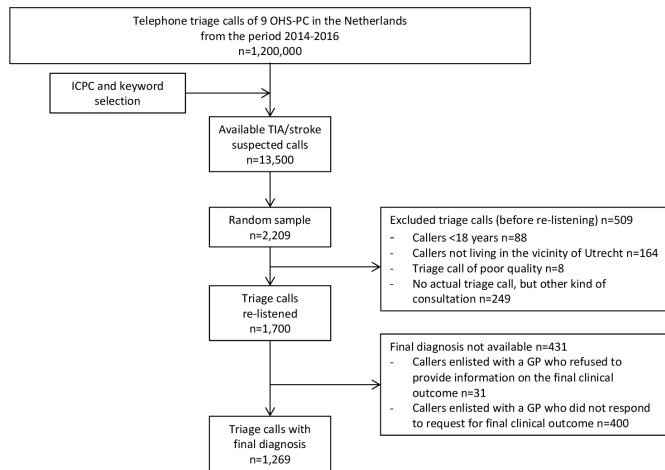 Telephone triage calls of 9 OHS-PC in the Netherlands
from the period 2014-2016
n=1,200,000
ICPC and keyword
selection
Available TIA/stroke
suspected calls
n=13,500
Random sample
n=2,209
Excluded triage calls (before re-listening) n=509
- Callers <18 years n=88
- Callers not living in the vicinity of Utrecht n=164
- Triage call of poor quality n=8
- No actual triage call, but other kind of
consultation n=249
Triage calls
re-listened
n=1,700
Final diagnosis not available n=431
- Callers enlisted with a GP who refused to
provide information on the final clinical
outcome n=31
- Callers enlisted with a GP who did not respond
to request for final clinical outcome n=400
Triage calls with
final diagnosis
n=1,269